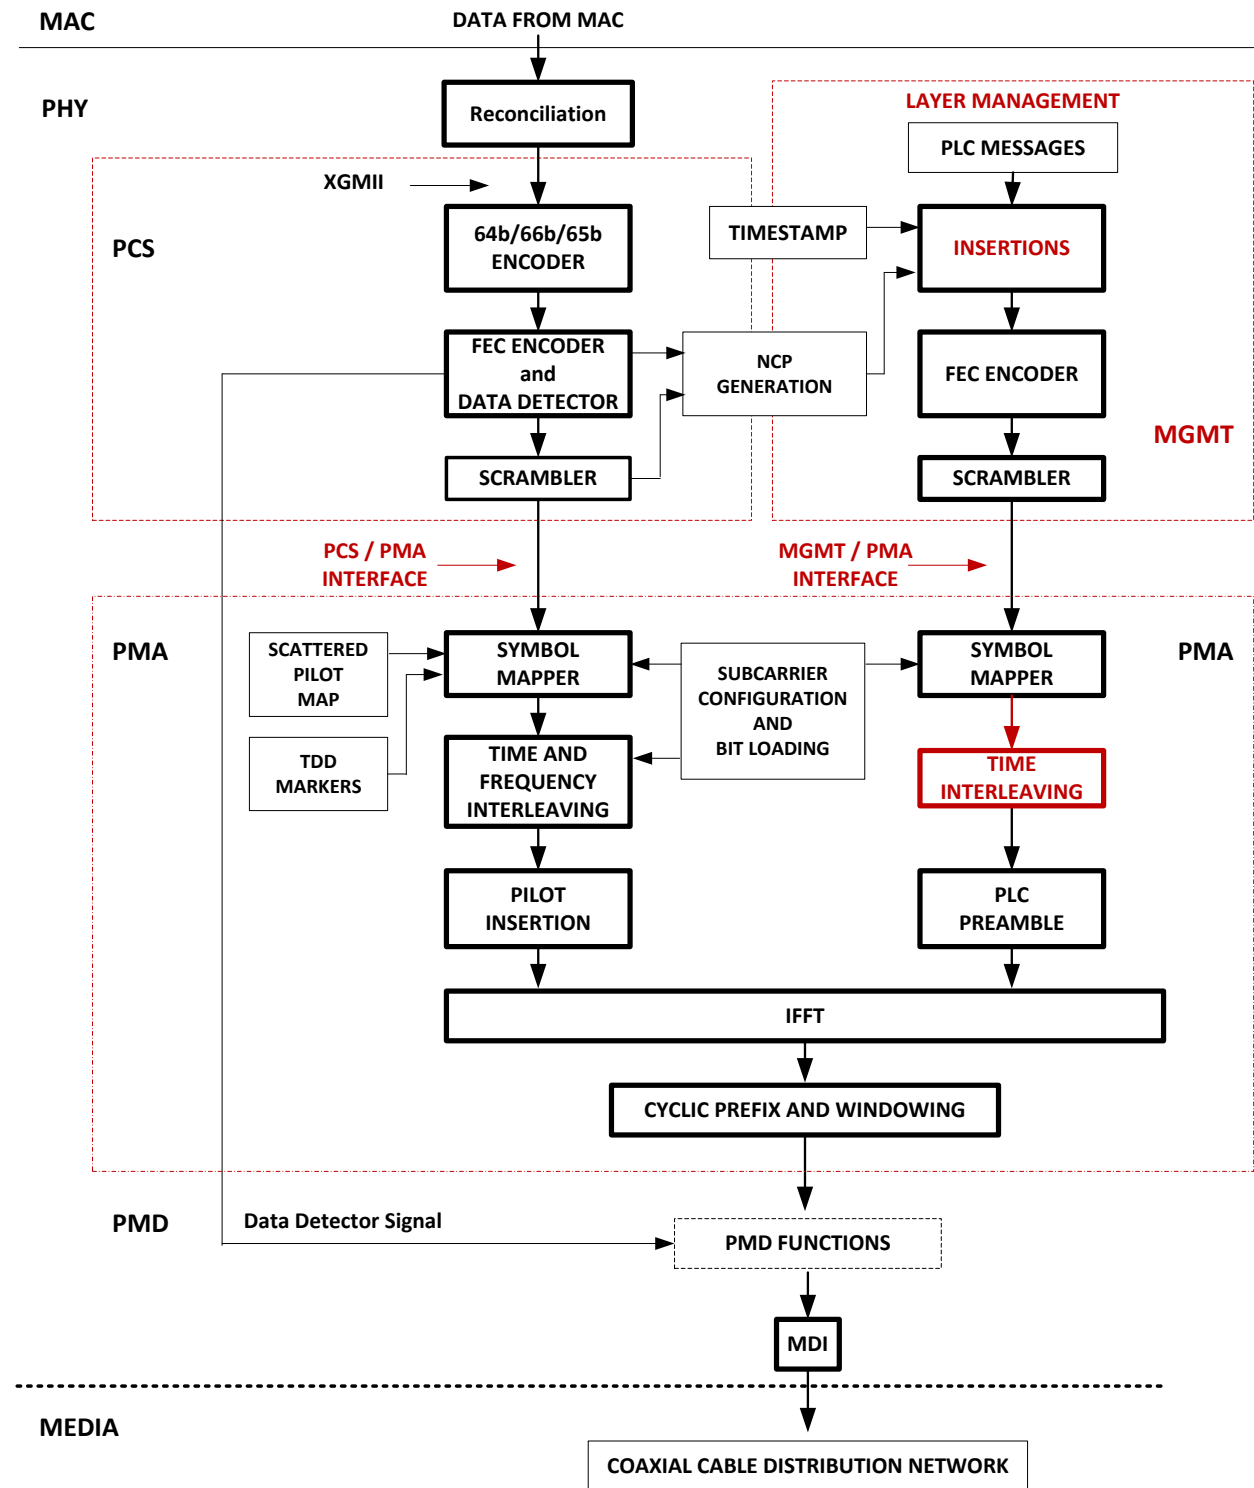 MAC
DATA FROM MAC
PHY
Reconciliation
LAYER MANAGEMENT
PLC MESSAGES
XGMII
PCS
64b/66b/65b
ENCODER
TIMESTAMP
INSERTIONS
FEC ENCODER
and
DATA DETECTOR
NCP
GENERATION
FEC ENCODER
MGMT
SCRAMBLER
SCRAMBLER
PCS / PMA
INTERFACE
MGMT / PMA
INTERFACE
PMA
SCATTERED
PILOT
MAP
SYMBOL
MAPPER
SUBCARRIER
CONFIGURATION
AND
BIT LOADING
SYMBOL
MAPPER
PMA
TDD
MARKERS
TIME AND
FREQUENCY
INTERLEAVING
TIME
INTERLEAVING
PILOT
INSERTION
PLC
PREAMBLE
IFFT
CYCLIC PREFIX AND WINDOWING
PMD
Data Detector Signal
PMD FUNCTIONS
MDI
MEDIA
COAXIAL CABLE DISTRIBUTION NETWORK